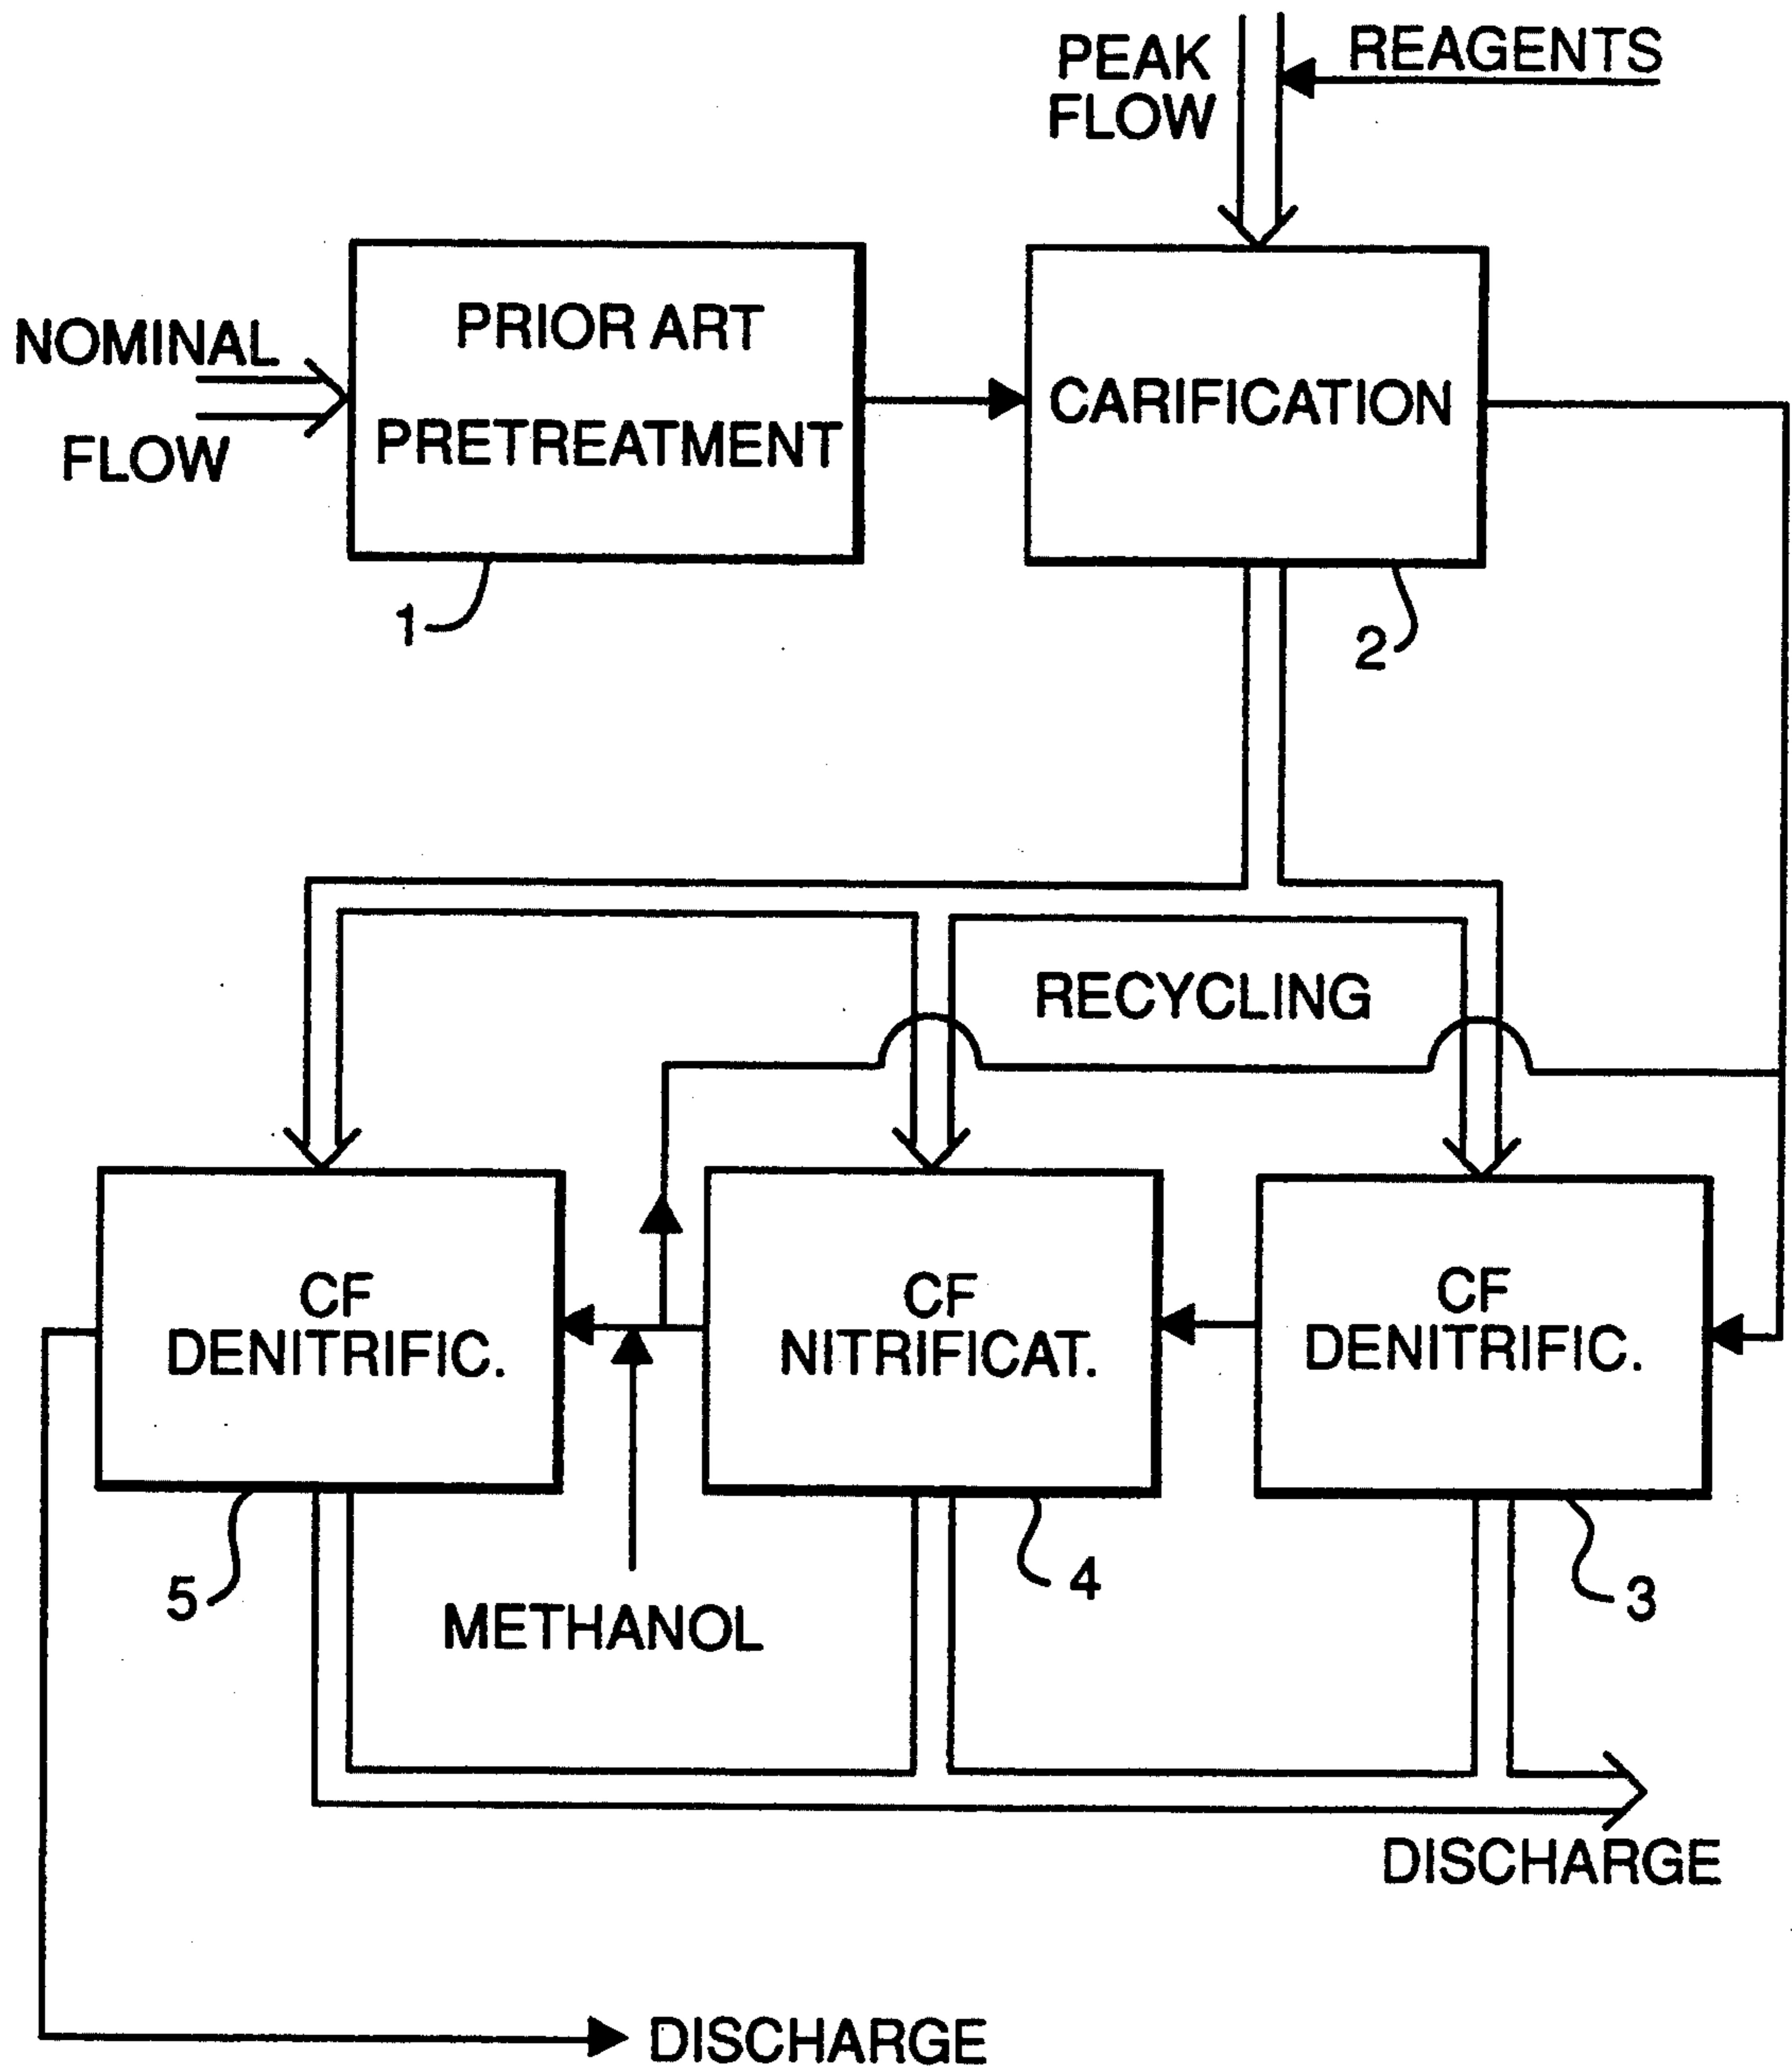 PEAK
FLOW
REAGENTS
NOMINAL
FLOW
PRIOR ART
PRETREATMENT
CARIFICATION
1
2
RECYCLING
CF
DENITRIFIC.
CF
NITRIFICAT.
CF
DENITRIFIC.
5
METHANOL
4
3
DISCHARGE
DISCHARGE